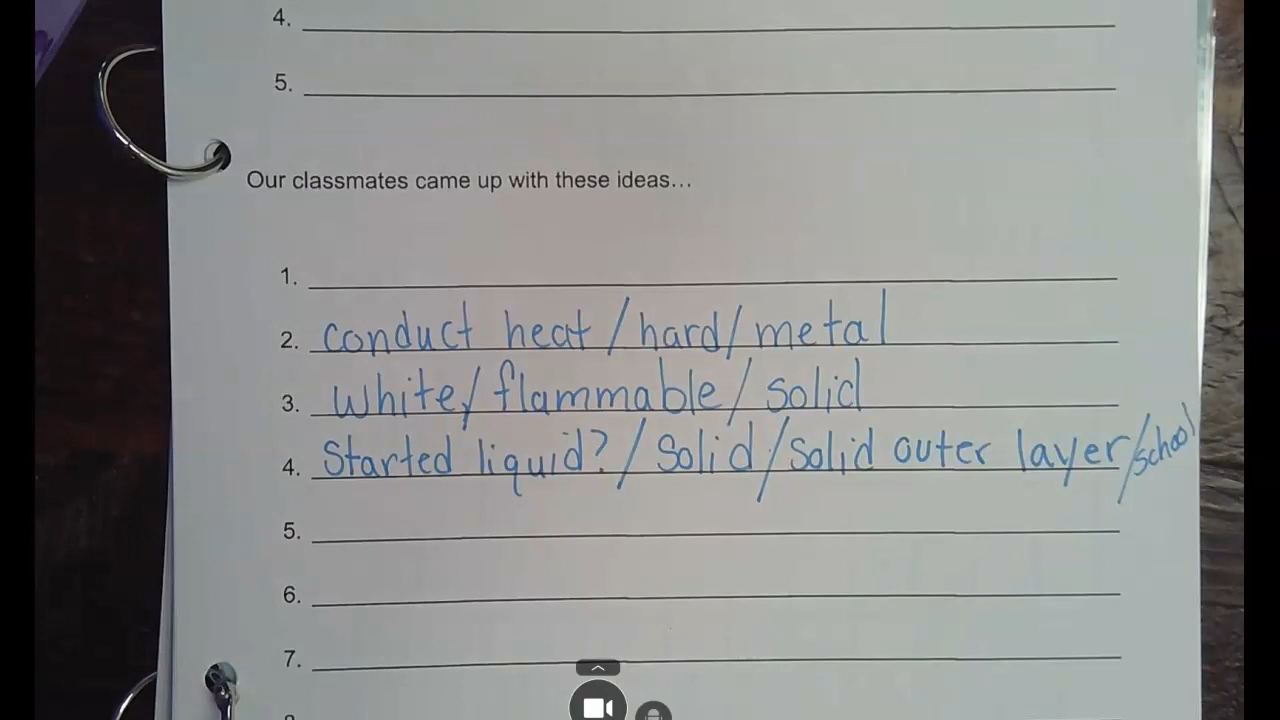 4.
5.
Our classmates came up with these ideas...
1.
2. conduct heat / hard / metal
3. white, / flammable / solid
4. Started liquid? / Solid / Solid outer layer / school
5.
6.
7.